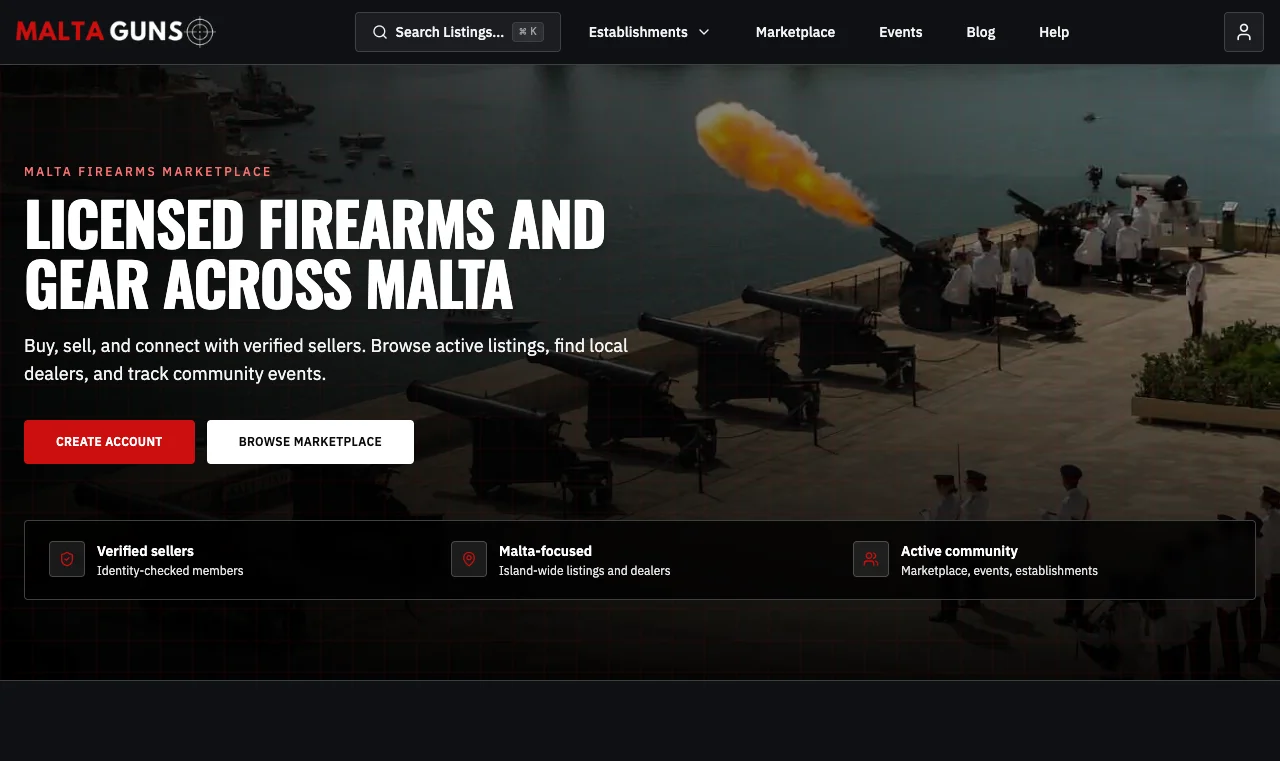 MALTA GUNS
Search Listings... ⌘ K
Establishments
Marketplace
Events
Blog
Help
MALTA FIREARMS MARKETPLACE
LICENSED FIREARMS AND
GEAR ACROSS MALTA
Buy, sell, and connect with verified sellers. Browse active listings, find local
dealers, and track community events.
CREATE ACCOUNT
BROWSE MARKETPLACE
Verified sellers
Identity-checked members
Malta-focused
Island-wide listings and dealers
Active community
Marketplace, events, establishments